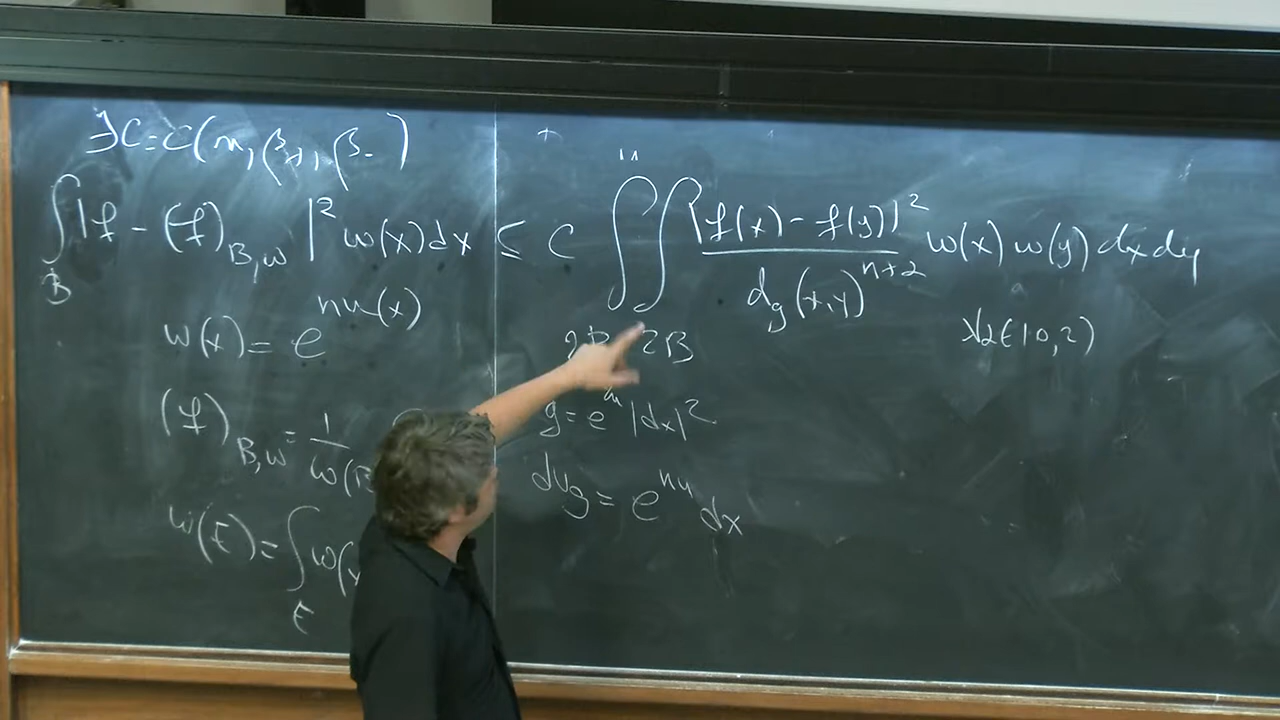 ∃C=C(n, β+, β-)
∫_B |f - (f)_{B,w}|² w(x)dx ≤ C ∫∫_{2B 2B} |f(x) - f(y)|² / d_g(x,y)^{n+2} w(x) w(y) dx dy
w(x) = e^{nu(x)}
(f)_{B,w} = 1/w(B
w(E) = ∫_E w(x
g = e^{2u} |dx|²
dv_g = e^{nu} dx
∈(0,2)